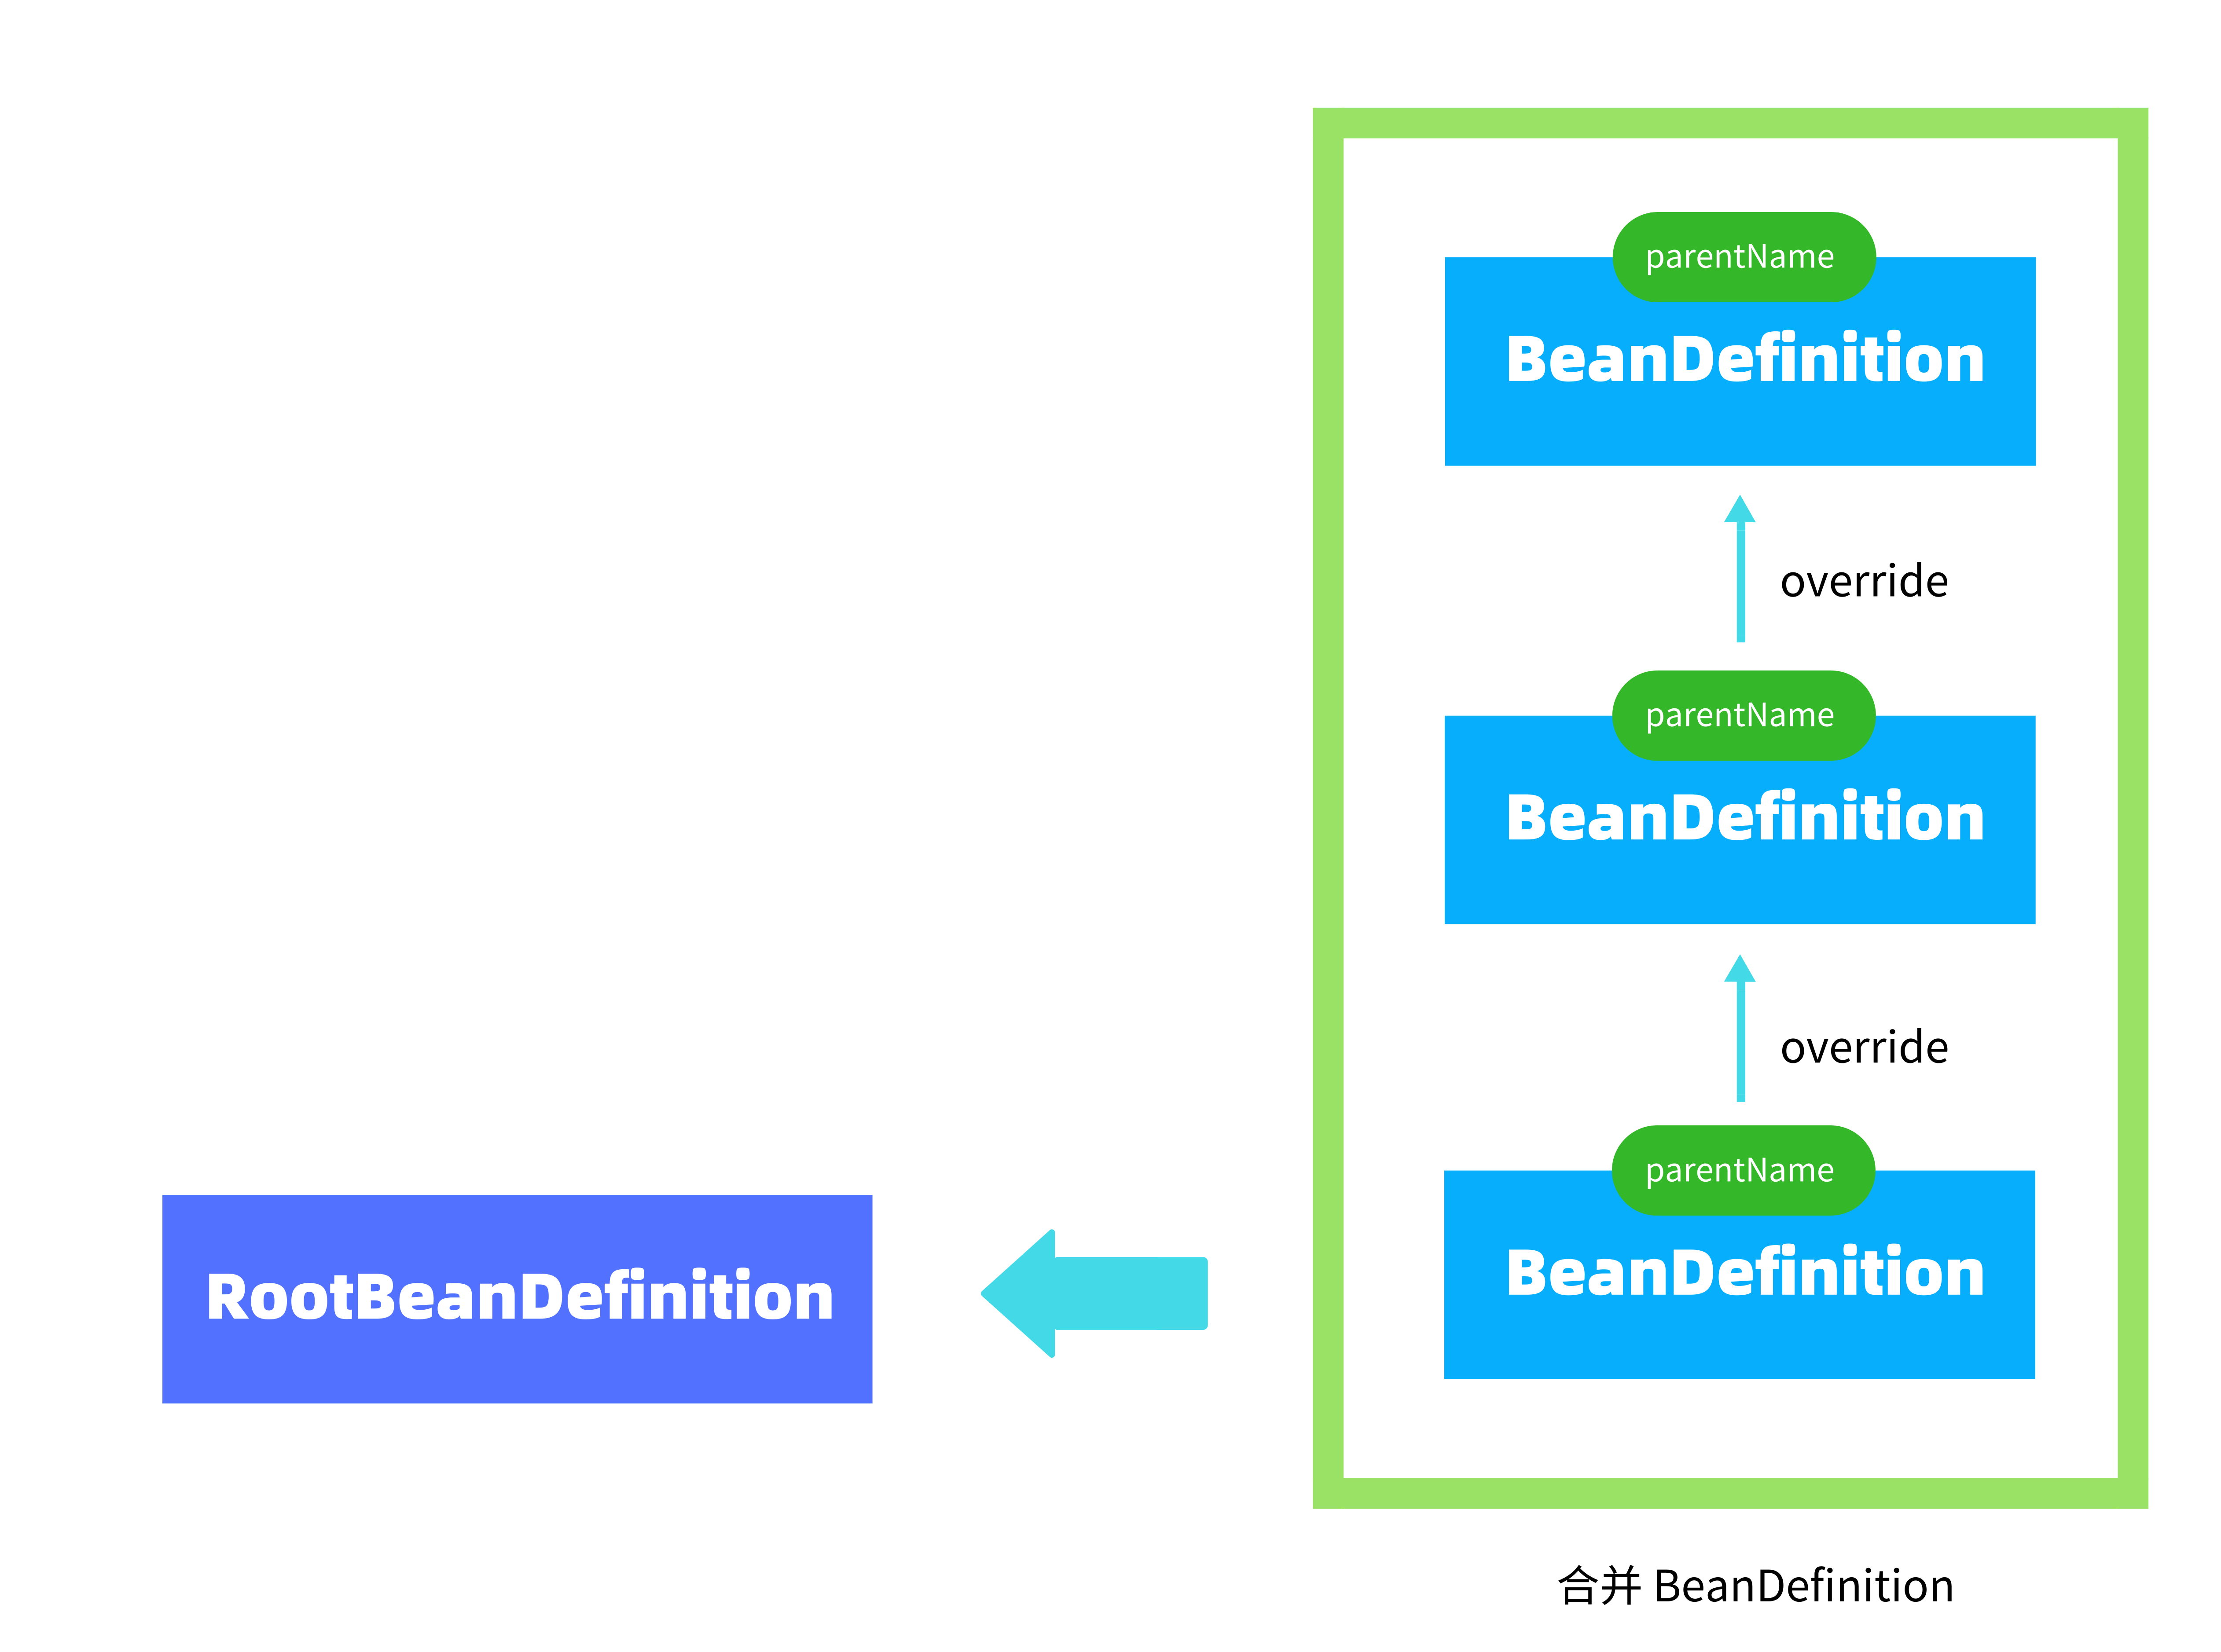 parentName
BeanDefinition
override
parentName
BeanDefinition
override
parentName
BeanDefinition
RootBeanDefinition
合并 BeanDefinition